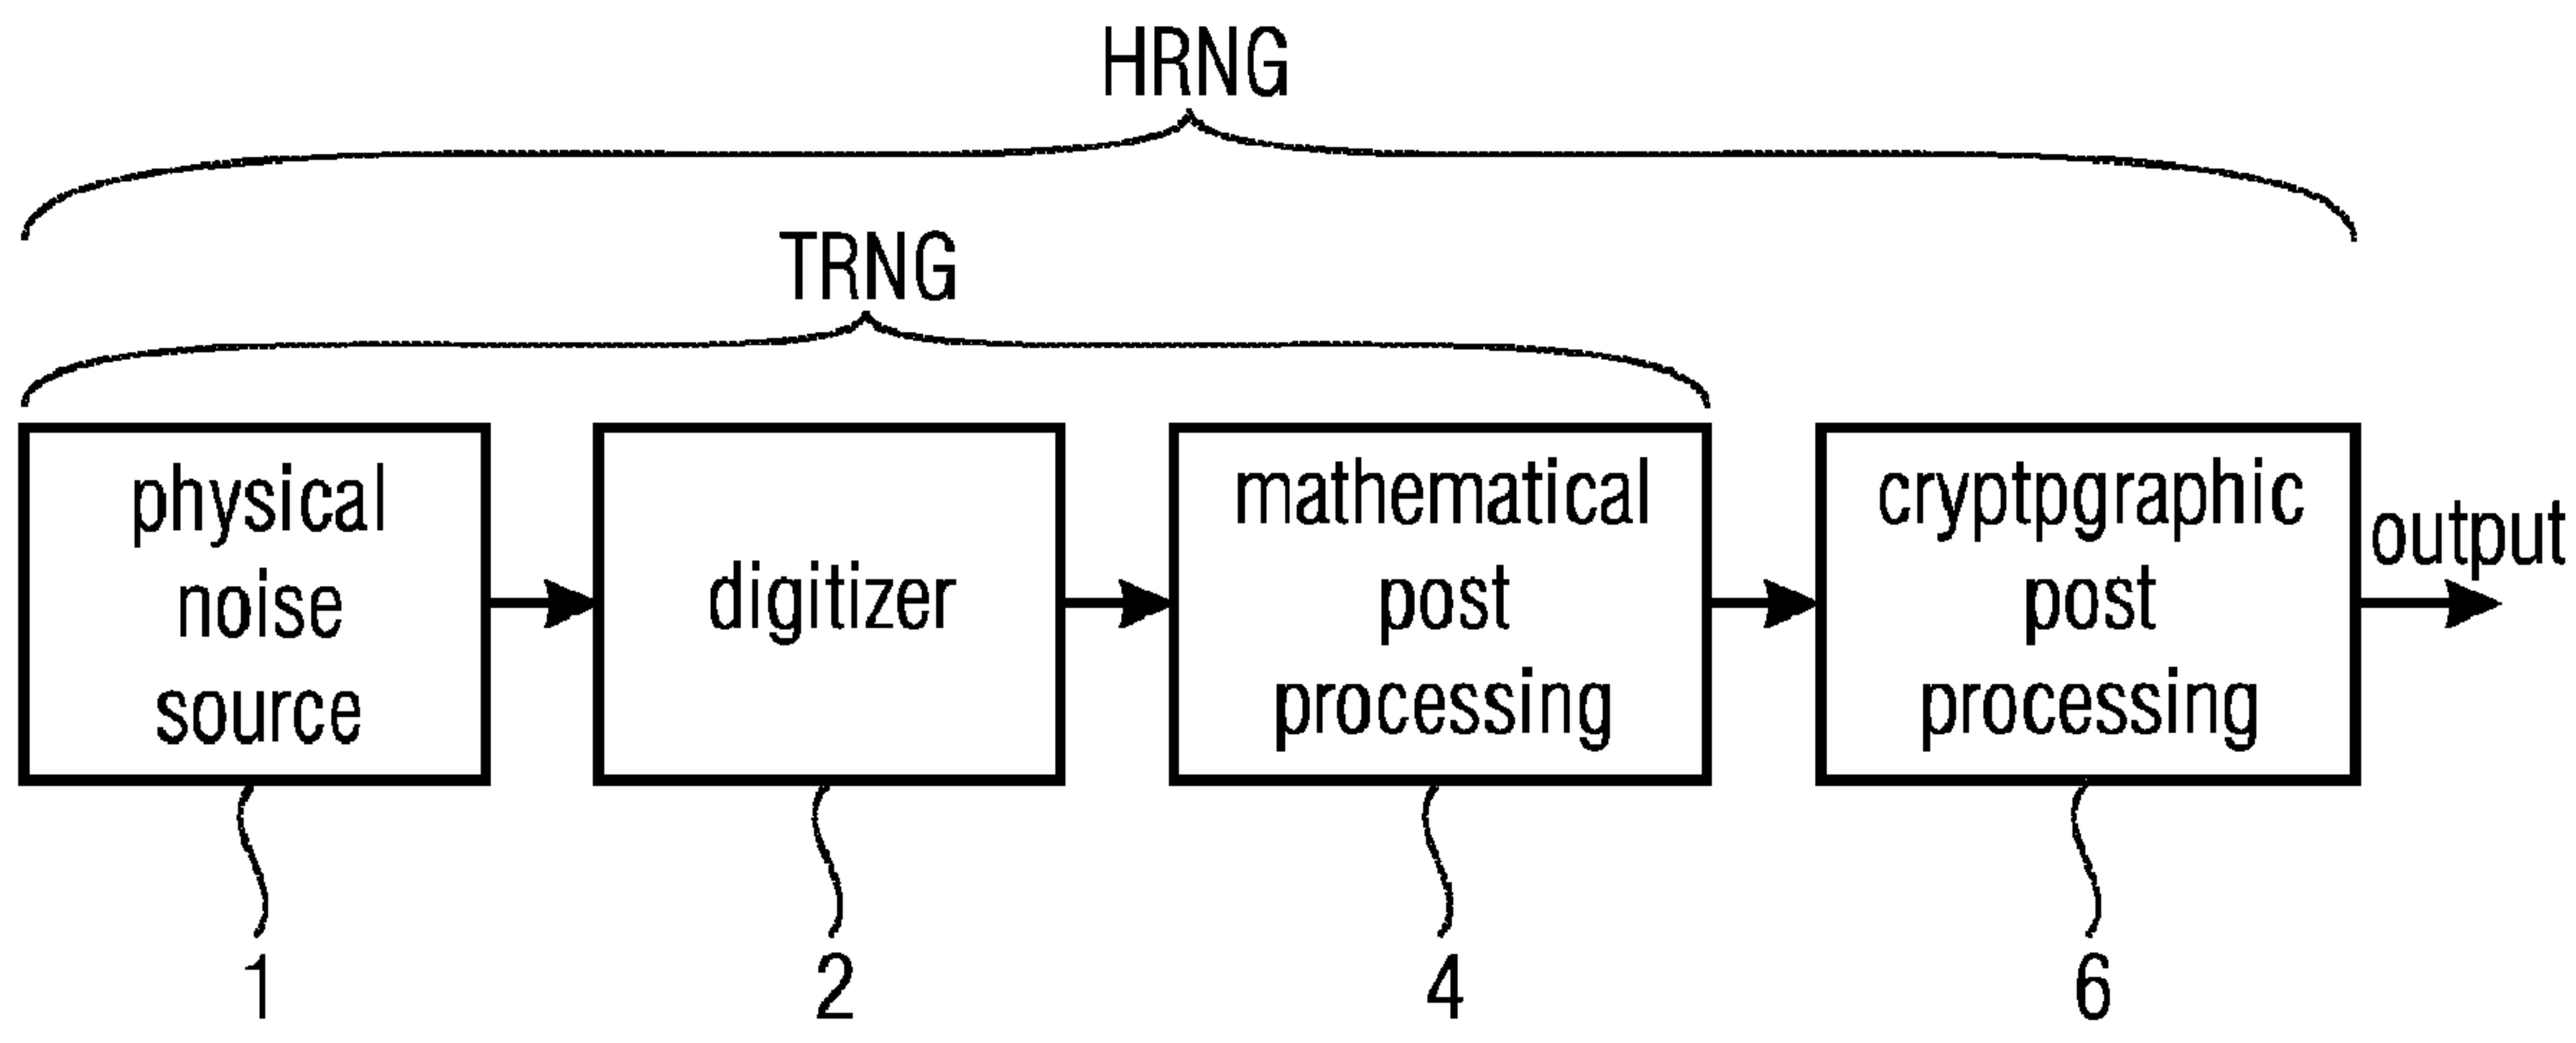 HRNG
TRNG
physical
noise
source
digitizer
mathematical
post
processing
cryptpgraphic
post
processing
output
1
2
4
6